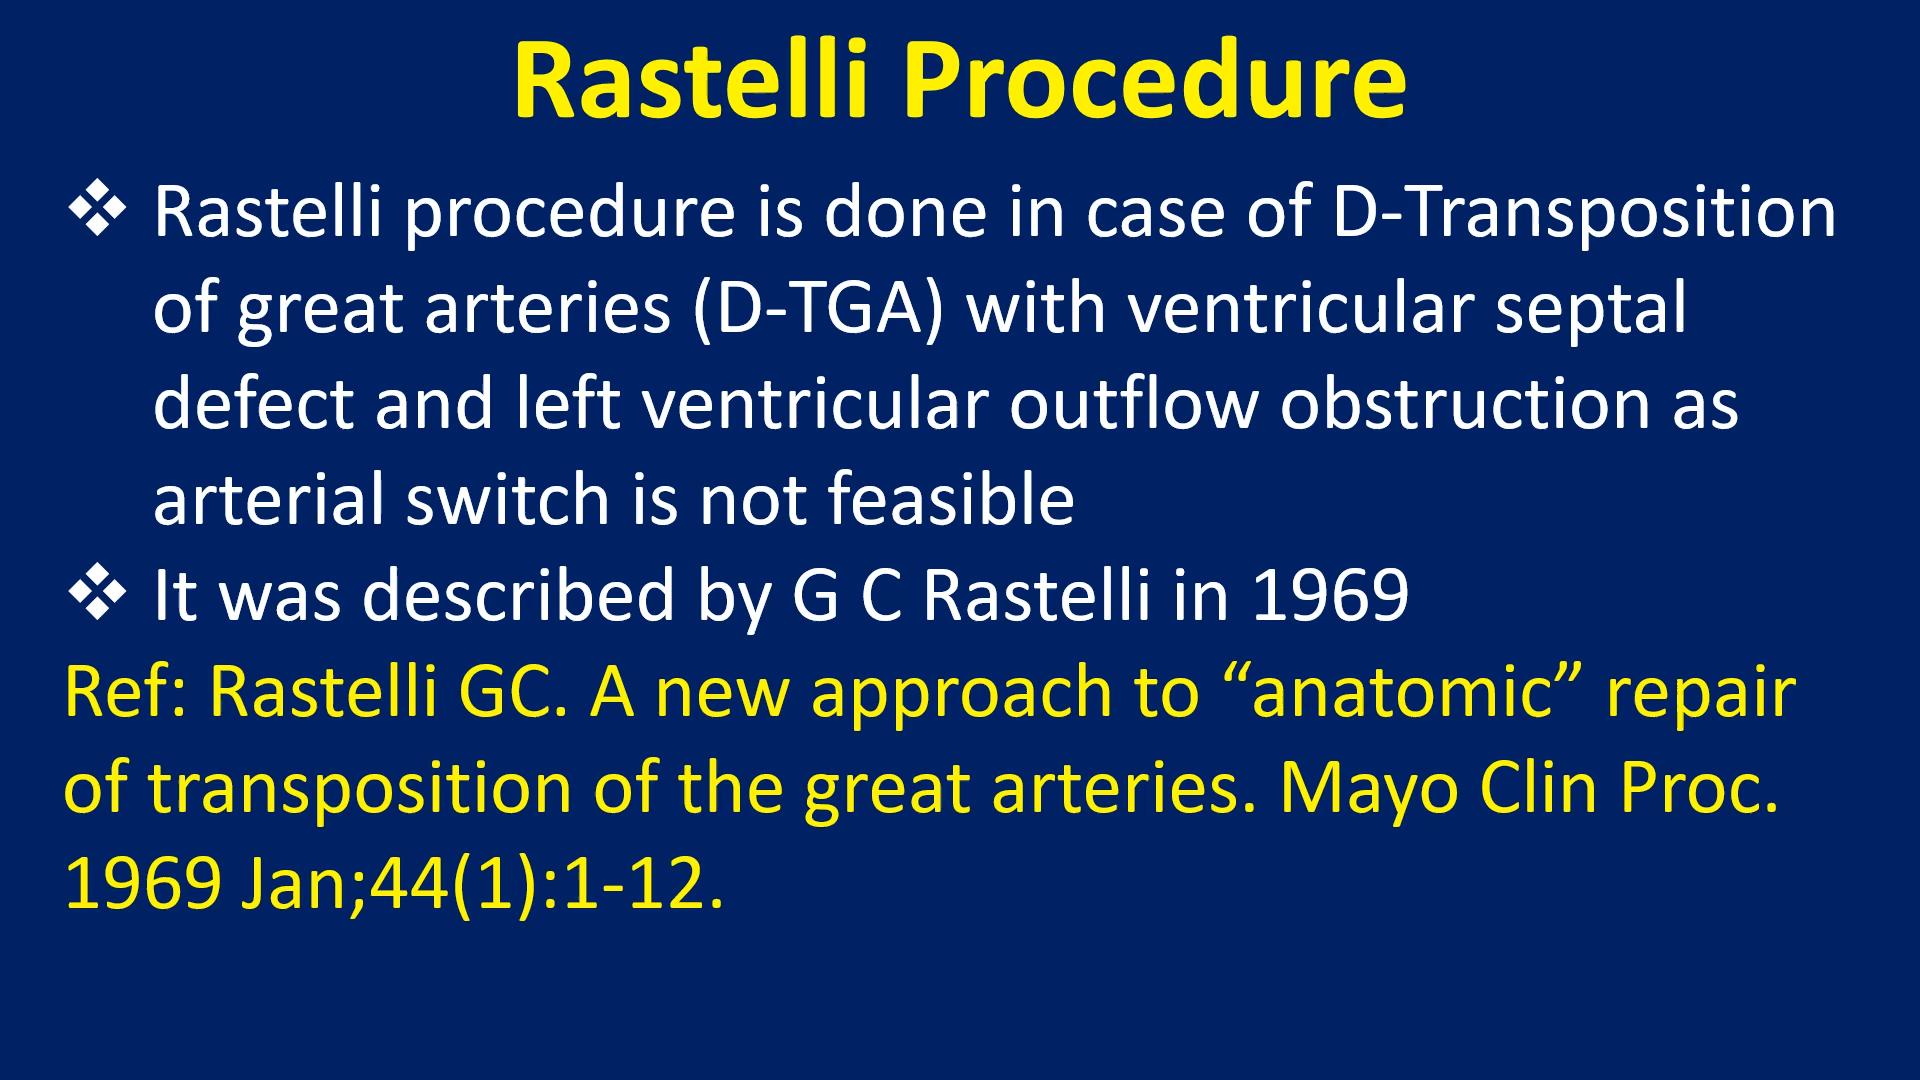 Rastelli Procedure
❖ Rastelli procedure is done in case of D-Transposition
of great arteries (D-TGA) with ventricular septal
defect and left ventricular outflow obstruction as
arterial switch is not feasible
❖ It was described by G C Rastelli in 1969
Ref: Rastelli GC. A new approach to “anatomic” repair
of transposition of the great arteries. Mayo Clin Proc.
1969 Jan;44(1):1-12.